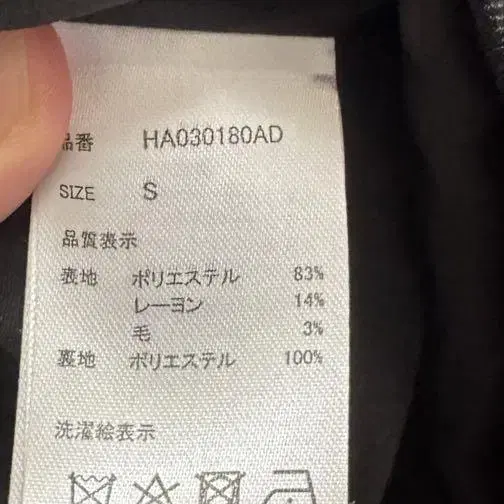 品番 HA030180AD
SIZE S
品質表示
表地 ポリエステル 83%
レーヨン 14%
毛 3%
裏地 ポリエステル 100%
洗濯絵表示